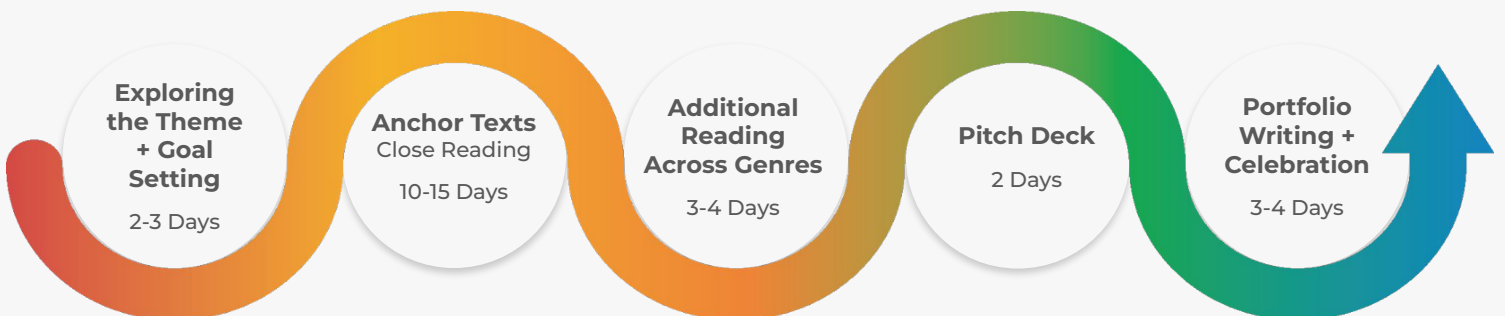 Exploring
the Theme
+ Goal
Setting
2-3 Days
Anchor Texts
Close Reading
10-15 Days
Additional
Reading
Across Genres
3-4 Days
Pitch Deck
2 Days
Portfolio
Writing +
Celebration
3-4 Days